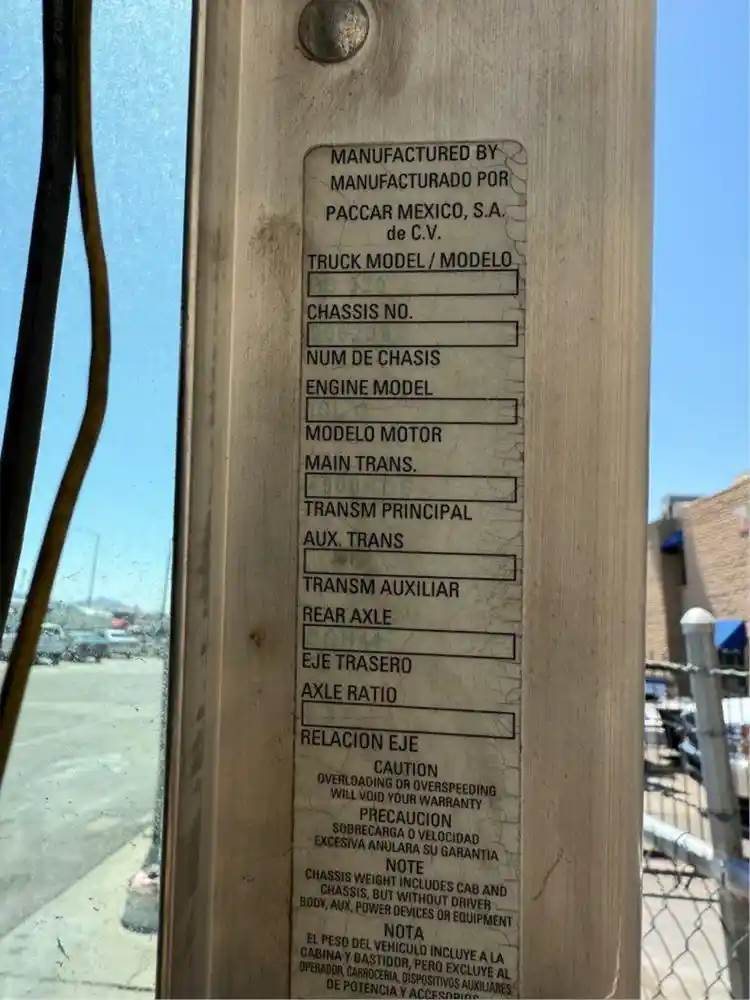 MANUFACTURED BY
MANUFACTURADO POR
PACCAR MEXICO, S.A.
de C.V.
TRUCK MODEL / MODELO
CHASSIS NO.
NUM DE CHASIS
ENGINE MODEL
MODELO MOTOR
MAIN TRANS.
TRANSM PRINCIPAL
AUX. TRANS
TRANSM AUXILIAR
REAR AXLE
EJE TRASERO
AXLE RATIO
RELACION EJE
CAUTION
OVERLOADING OR OVERSPEEDING
WILL VOID YOUR WARRANTY
PRECAUCION
SOBRECARGA O VELOCIDAD
EXCESIVA ANULARA SU GARANTIA
NOTE
CHASSIS WEIGHT INCLUDES CAB AND
CHASSIS, BUT WITHOUT DRIVER
BODY, AUX. POWER DEVICES OR EQUIPMENT
NOTA
EL PESO DEL VEHICULO INCLUYE A LA
CABINA Y BASTIDOR, PERO EXCLUYE AL
OPERADOR, CARROCERIA, DISPOSITIVOS AUXILIARES
DE POTENCIA Y ACCESORIOS